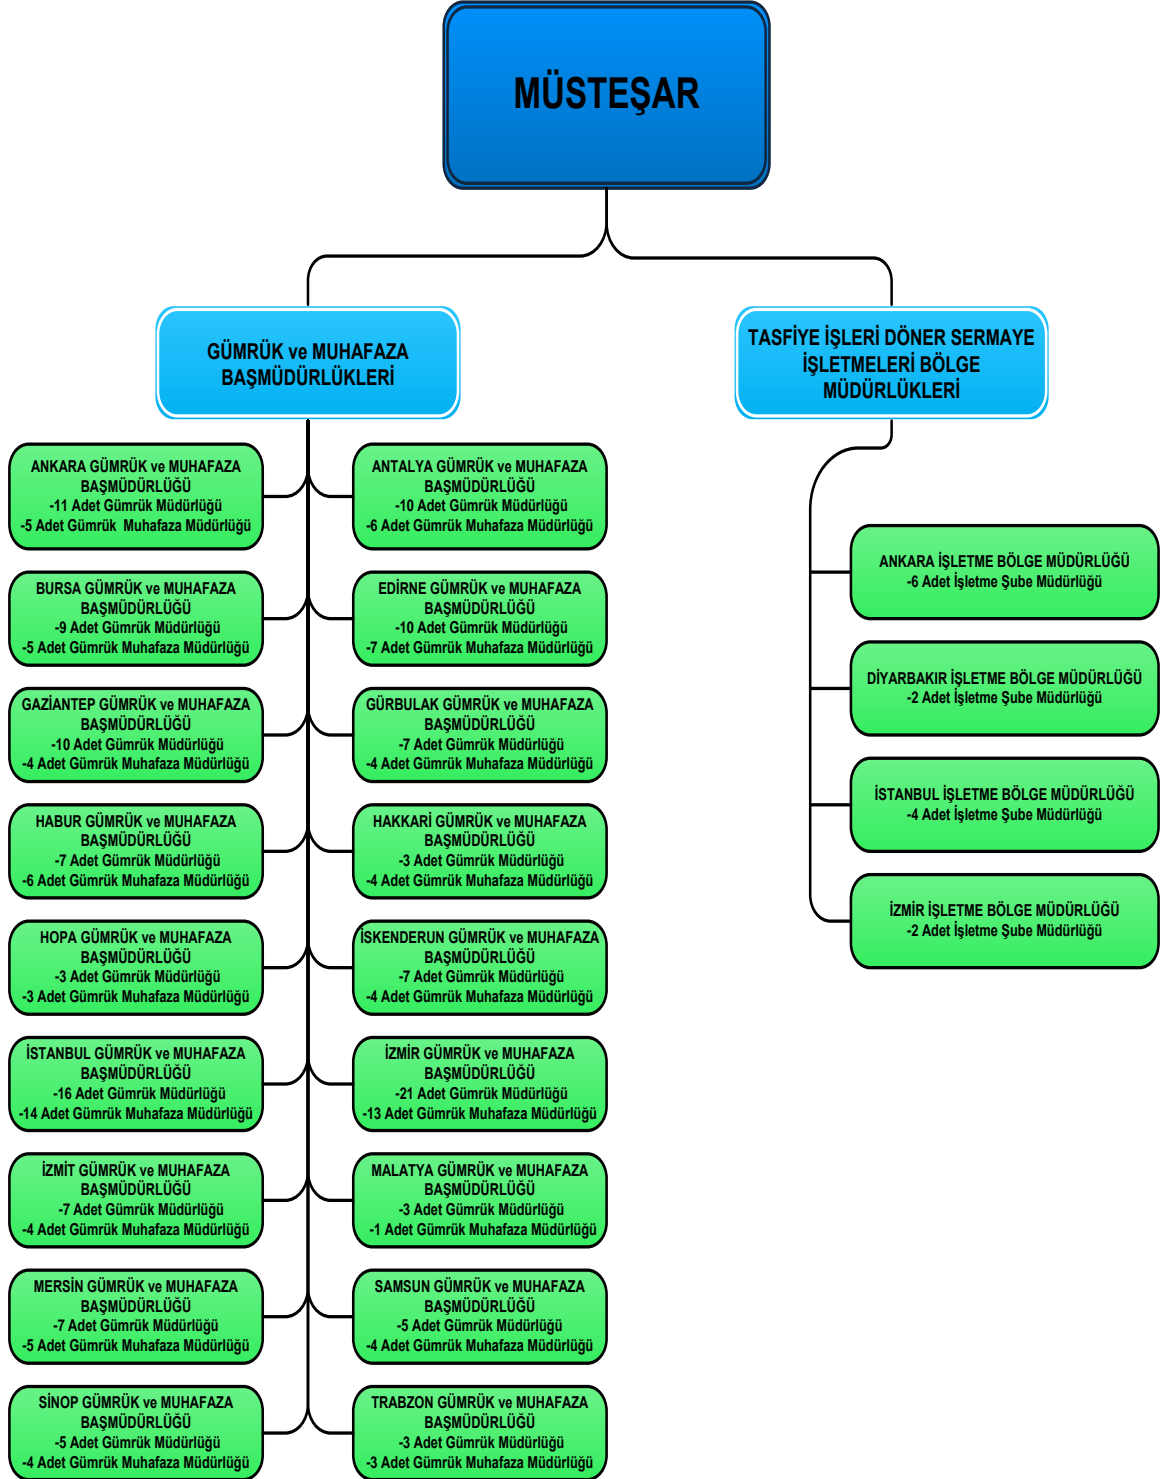 MÜSTEŞAR
GÜMRÜK ve MUHAFAZA
BAŞMÜDÜRLÜKLERİ
TASFİYE İŞLERİ DÖNER SERMAYE
İŞLETMELERİ BÖLGE
MÜDÜRLÜKLERİ
ANKARA GÜMRÜK ve MUHAFAZA
BAŞMÜDÜRLÜĞÜ
-11 Adet Gümrük Müdürlüğü
-5 Adet Gümrük Muhafaza Müdürlüğü
ANTALYA GÜMRÜK ve MUHAFAZA
BAŞMÜDÜRLÜĞÜ
-10 Adet Gümrük Müdürlüğü
-6 Adet Gümrük Muhafaza Müdürlüğü
BURSA GÜMRÜK ve MUHAFAZA
BAŞMÜDÜRLÜĞÜ
-9 Adet Gümrük Müdürlüğü
-5 Adet Gümrük Muhafaza Müdürlüğü
EDİRNE GÜMRÜK ve MUHAFAZA
BAŞMÜDÜRLÜĞÜ
-10 Adet Gümrük Müdürlüğü
-7 Adet Gümrük Muhafaza Müdürlüğü
GAZİANTEP GÜMRÜK ve MUHAFAZA
BAŞMÜDÜRLÜĞÜ
-10 Adet Gümrük Müdürlüğü
-4 Adet Gümrük Muhafaza Müdürlüğü
GÜRBULAK GÜMRÜK ve MUHAFAZA
BAŞMÜDÜRLÜĞÜ
-7 Adet Gümrük Müdürlüğü
-4 Adet Gümrük Muhafaza Müdürlüğü
HABUR GÜMRÜK ve MUHAFAZA
BAŞMÜDÜRLÜĞÜ
-7 Adet Gümrük Müdürlüğü
-6 Adet Gümrük Muhafaza Müdürlüğü
HAKKARİ GÜMRÜK ve MUHAFAZA
BAŞMÜDÜRLÜĞÜ
-3 Adet Gümrük Müdürlüğü
-4 Adet Gümrük Muhafaza Müdürlüğü
HOPA GÜMRÜK ve MUHAFAZA
BAŞMÜDÜRLÜĞÜ
-3 Adet Gümrük Müdürlüğü
-3 Adet Gümrük Muhafaza Müdürlüğü
İSKENDERUN GÜMRÜK ve MUHAFAZA
BAŞMÜDÜRLÜĞÜ
-7 Adet Gümrük Müdürlüğü
-4 Adet Gümrük Muhafaza Müdürlüğü
İSTANBUL GÜMRÜK ve MUHAFAZA
BAŞMÜDÜRLÜĞÜ
-16 Adet Gümrük Müdürlüğü
-14 Adet Gümrük Muhafaza Müdürlüğü
İZMİR GÜMRÜK ve MUHAFAZA
BAŞMÜDÜRLÜĞÜ
-21 Adet Gümrük Müdürlüğü
-13 Adet Gümrük Muhafaza Müdürlüğü
İZMİT GÜMRÜK ve MUHAFAZA
BAŞMÜDÜRLÜĞÜ
-7 Adet Gümrük Müdürlüğü
-4 Adet Gümrük Muhafaza Müdürlüğü
MALATYA GÜMRÜK ve MUHAFAZA
BAŞMÜDÜRLÜĞÜ
-3 Adet Gümrük Müdürlüğü
-1 Adet Gümrük Muhafaza Müdürlüğü
MERSİN GÜMRÜK ve MUHAFAZA
BAŞMÜDÜRLÜĞÜ
-7 Adet Gümrük Müdürlüğü
-5 Adet Gümrük Muhafaza Müdürlüğü
SAMSUN GÜMRÜK ve MUHAFAZA
BAŞMÜDÜRLÜĞÜ
-5 Adet Gümrük Müdürlüğü
-4 Adet Gümrük Muhafaza Müdürlüğü
SİNOP GÜMRÜK ve MUHAFAZA
BAŞMÜDÜRLÜĞÜ
-5 Adet Gümrük Müdürlüğü
-4 Adet Gümrük Muhafaza Müdürlüğü
TRABZON GÜMRÜK ve MUHAFAZA
BAŞMÜDÜRLÜĞÜ
-3 Adet Gümrük Müdürlüğü
-3 Adet Gümrük Muhafaza Müdürlüğü
ANKARA İŞLETME BÖLGE MÜDÜRLÜĞÜ
-6 Adet İşletme Şube Müdürlüğü
DİYARBAKIR İŞLETME BÖLGE MÜDÜRLÜĞÜ
-2 Adet İşletme Şube Müdürlüğü
İSTANBUL İŞLETME BÖLGE MÜDÜRLÜĞÜ
-4 Adet İşletme Şube Müdürlüğü
İZMİR İŞLETME BÖLGE MÜDÜRLÜĞÜ
-2 Adet İşletme Şube Müdürlüğü